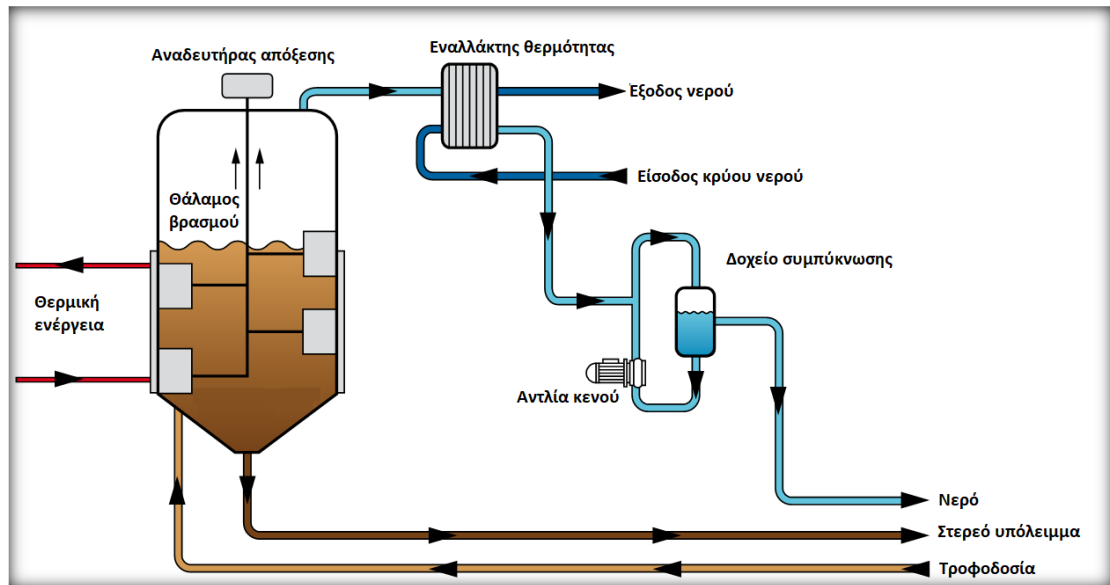 Εναλλάκτης θερμότητας
Αναδευτήρας απόξεσης
Έξοδος νερού
Είσοδος κρύου νερού
Θάλαμος
βρασμού
Δοχείο συμπύκνωσης
Θερμική
ενέργεια
Αντλία κενού
Νερό
Στερεό υπόλειμμα
Τροφοδοσία